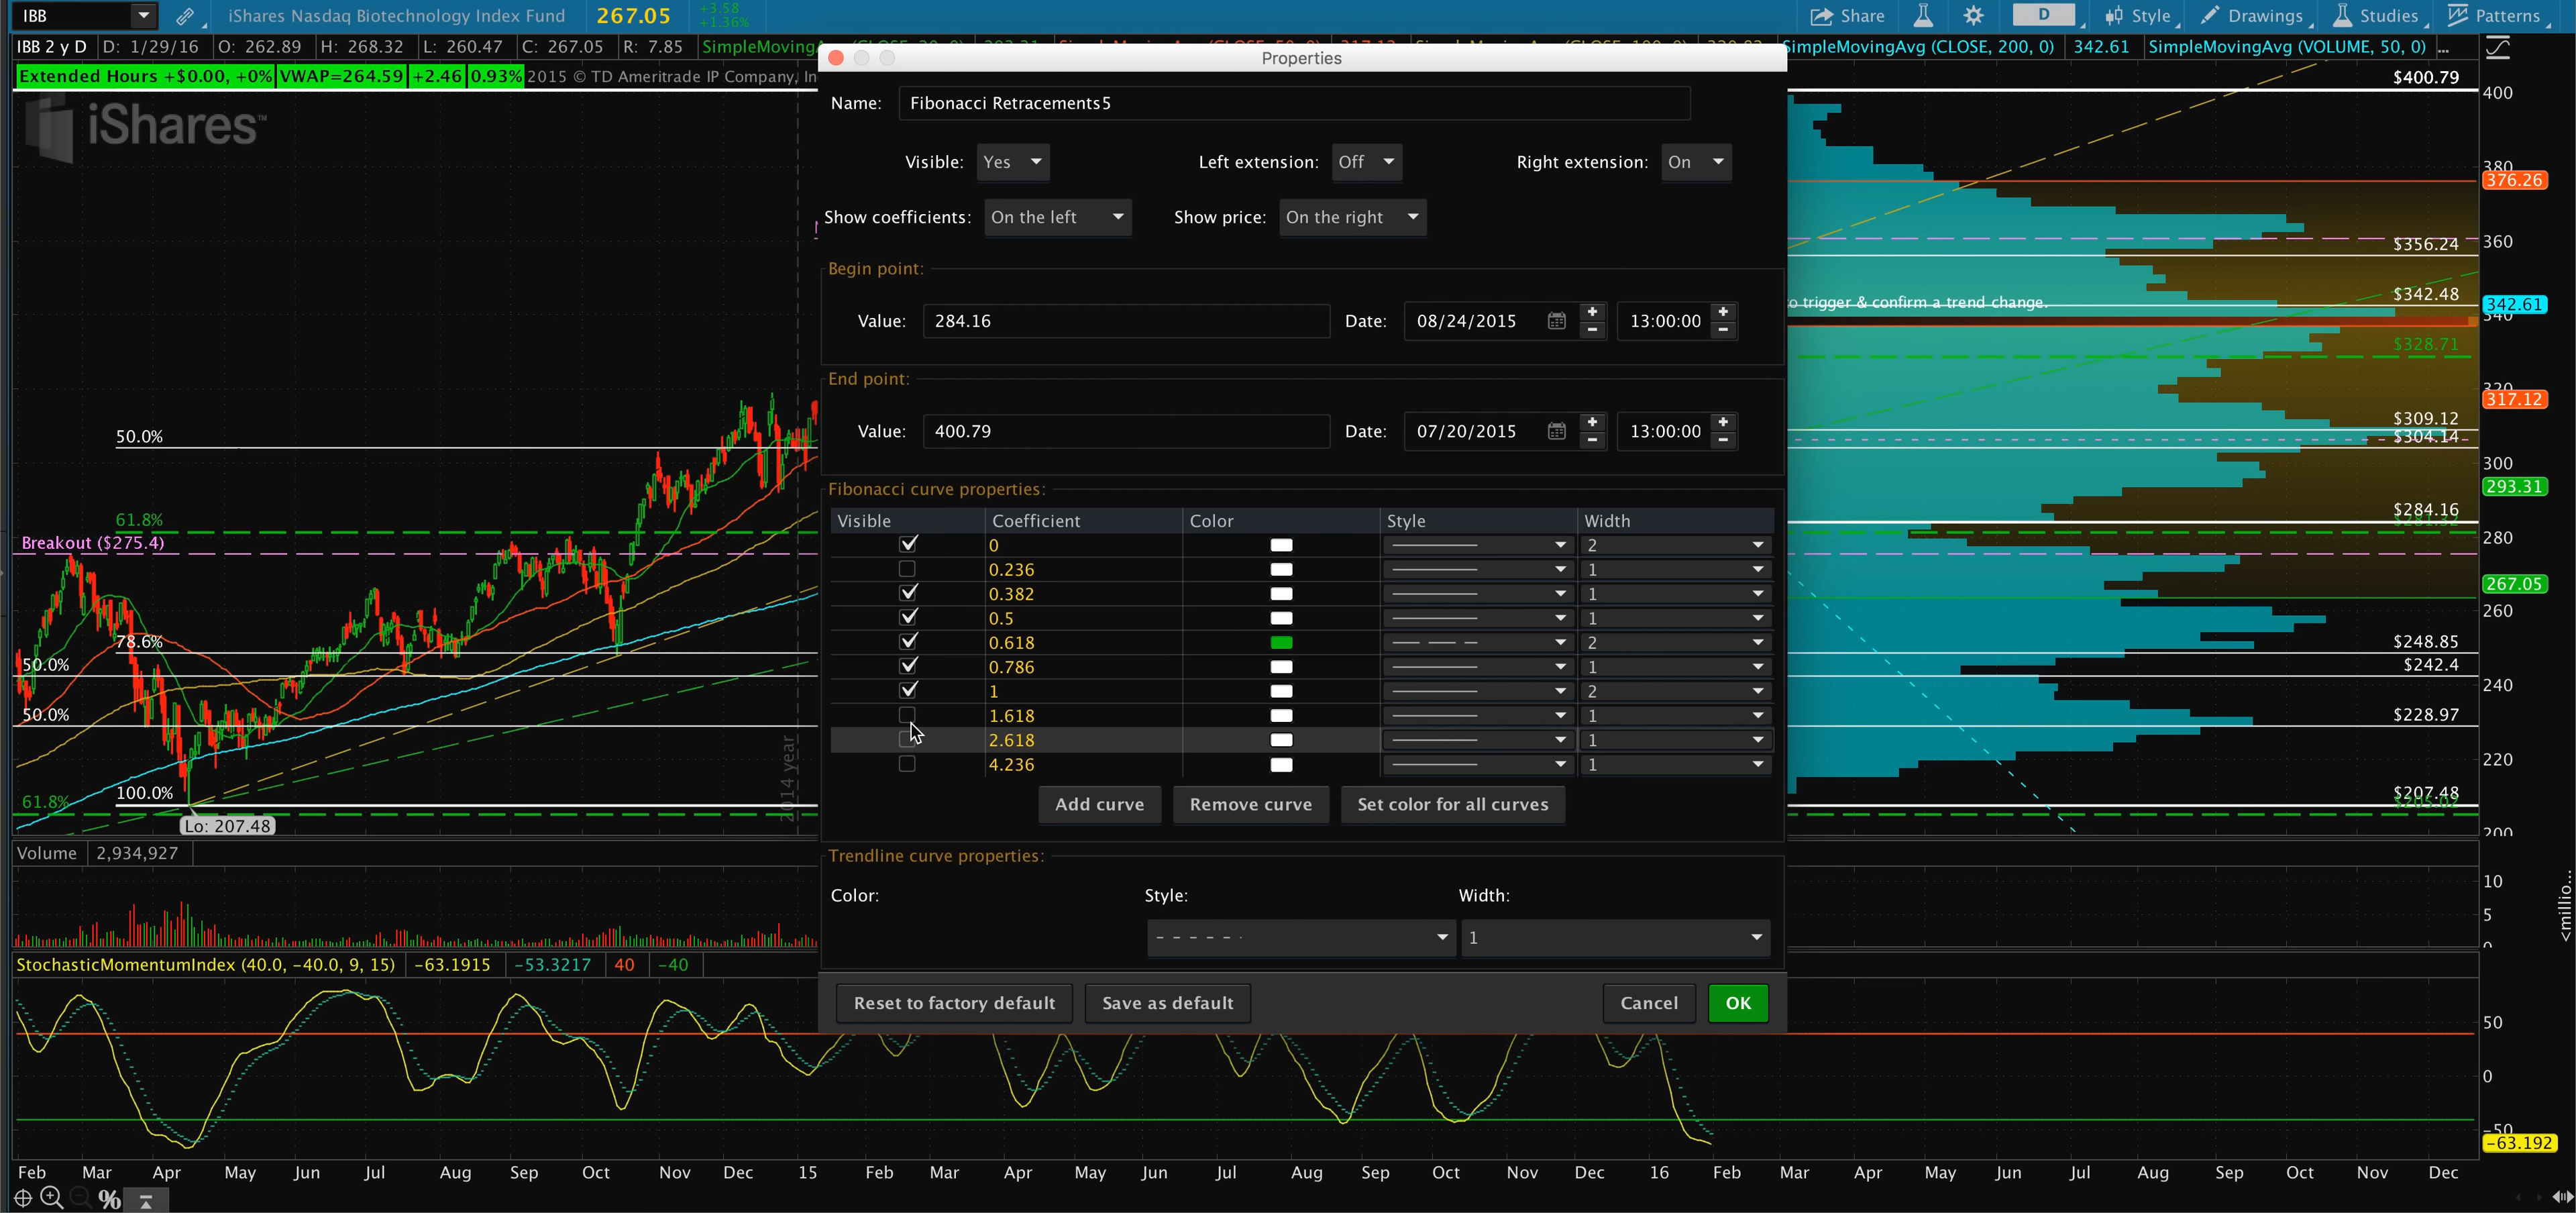 IBB iShares Nasdaq Biotechnology Index Fund 267.05 +3.58
+1.36%
Share D Style Drawings Studies Patterns
IBB 2 y D D: 1/29/16 O: 262.89 H: 268.32 L: 260.47 C: 267.05 R: 7.85
SimpleMovingAvg (CLOSE, 200, 0) 342.61 SimpleMovingAvg (VOLUME, 50, 0) ...
Extended Hours +$0.00, +0% VWAP=264.59 +2.46 0.93% 2015 © TD Ameritrade IP Company, In
iShares™
Properties
Name: Fibonacci Retracements5
Visible: Yes Left extension: Off Right extension: On
Show coefficients: On the left Show price: On the right
Begin point:
Value: 284.16 Date: 08/24/2015 13:00:00
End point:
Value: 400.79 Date: 07/20/2015 13:00:00
Fibonacci curve properties:
Visible Coefficient Color Style Width
0 2
0.236 1
0.382 1
0.5 1
0.618 2
0.786 1
1 2
1.618 1
2.618 1
4.236 1
Add curve Remove curve Set color for all curves
Trendline curve properties:
Color: Style: Width:
1
Reset to factory default Save as default Cancel OK
50.0%
61.8%
Breakout ($275.4)
78.6%
50.0%
50.0%
100.0%
61.8%
Lo: 207.48
2014 year
to trigger & confirm a trend change.
$400.79
400
380
376.26
360
$356.24
$342.48
342.61
340
$328.71
320
317.12
$309.12
$304.14
300
293.31
$284.16
280
267.05
260
$248.85
$242.4
240
$228.97
220
$207.48
200
Volume 2,934,927
10
5
0
<millio...
StochasticMomentumIndex (40.0, -40.0, 9, 15) -63.1915 -53.3217 40 -40
50
0
-50
-63.192
Feb Mar Apr May Jun Jul Aug Sep Oct Nov Dec 15 Feb Mar Apr May Jun Jul Aug Sep Oct Nov Dec 16 Feb Mar Apr May Jun Jul Aug Sep Oct Nov Dec
%